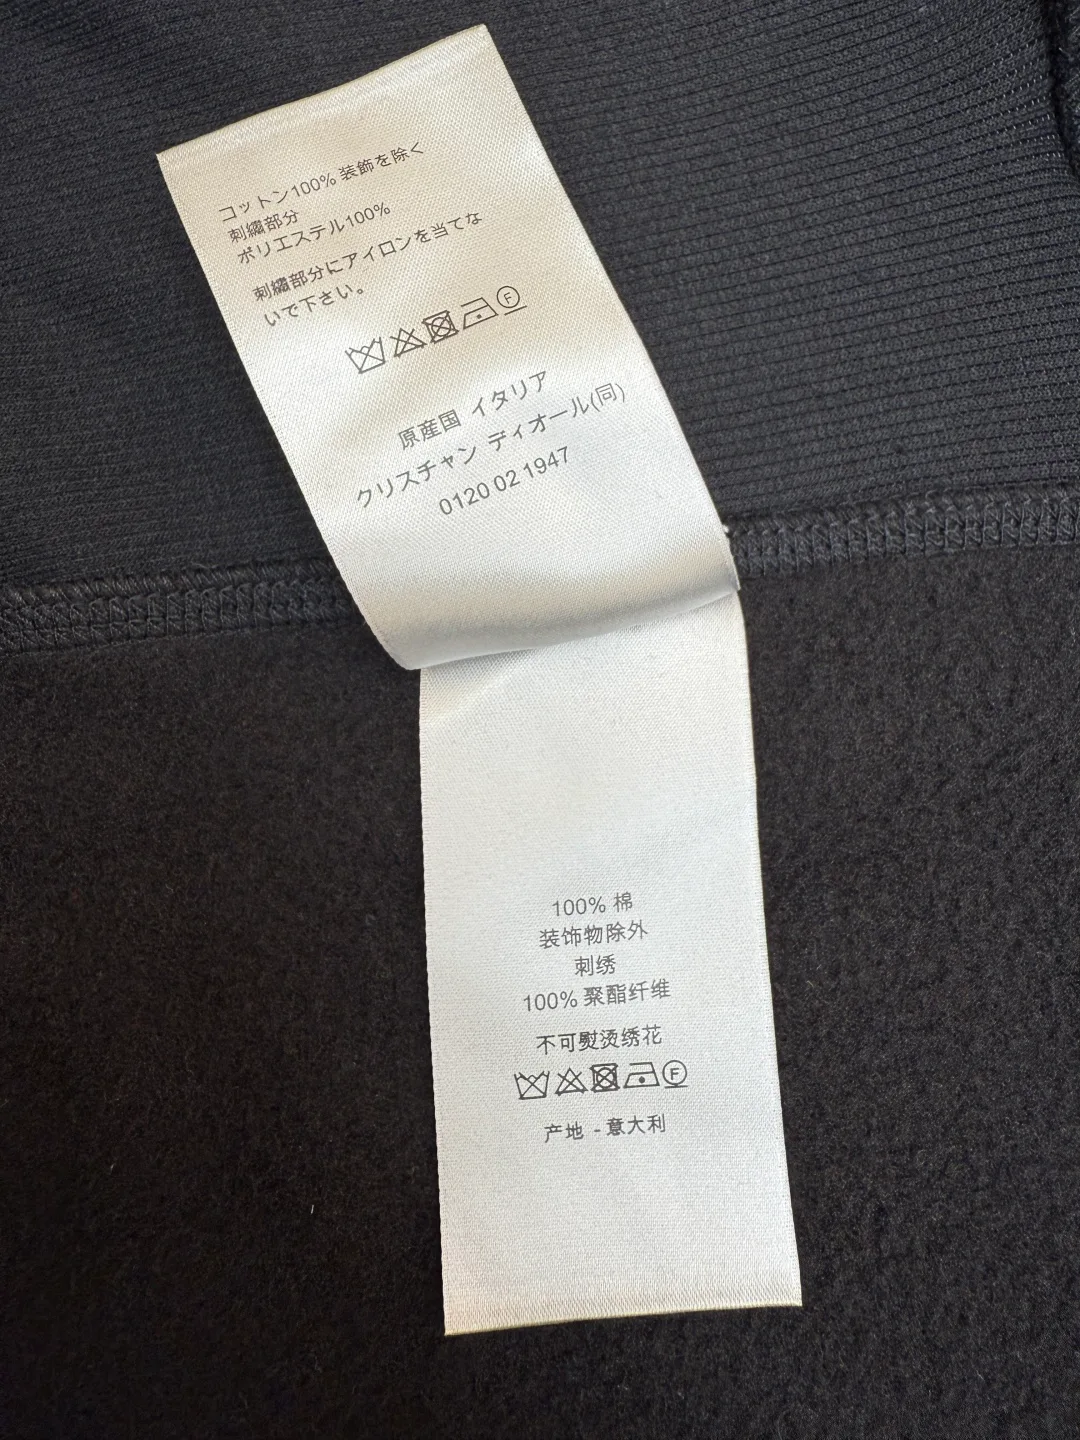 コットン100% 装飾を除く
刺繍部分
ポリエステル100%
刺繍部分にアイロンを当てな
いで下さい。
F
原産国 イタリア
クリスチャン ディオール(同)
0120 02 1947
100% 棉
装饰物除外
刺绣
100% 聚酯纤维
不可熨烫绣花
F
产地 - 意大利